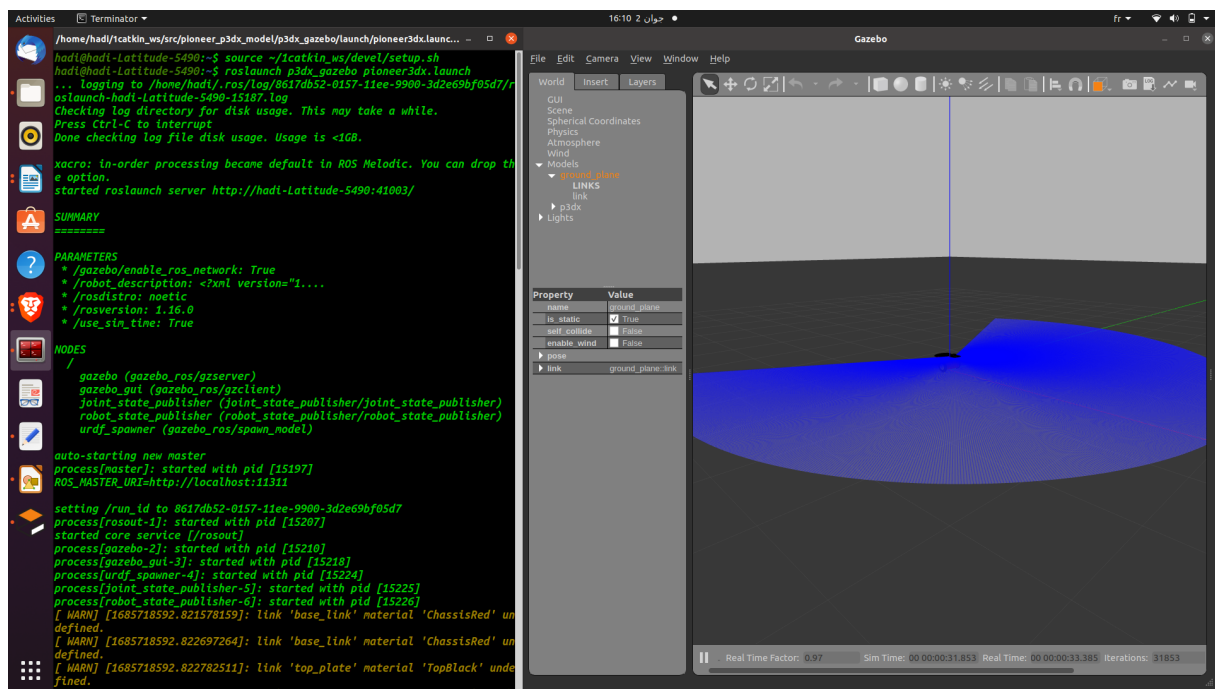 Activities
Terminator
16:10 2 جوان
fr
/home/hadi/1catkin_ws/src/pioneer_p3dx_model/p3dx_gazebo/launch/pioneer3dx.launc...
hadi@hadi-Latitude-5490:~$ source ~/1catkin_ws/devel/setup.sh
hadi@hadi-Latitude-5490:~$ roslaunch p3dx_gazebo pioneer3dx.launch
... logging to /home/hadi/.ros/log/8617db52-0157-11ee-9900-3d2e69bf05d7/r
oslaunch-hadi-Latitude-5490-15187.log
Checking log directory for disk usage. This may take a while.
Press Ctrl-C to interrupt
Done checking log file disk usage. Usage is <1GB.
xacro: in-order processing became default in ROS Melodic. You can drop th
e option.
started roslaunch server http://hadi-Latitude-5490:41003/
SUMMARY
========
PARAMETERS
* /gazebo/enable_ros_network: True
* /robot_description: <?xml version="1....
* /rosdistro: noetic
* /rosversion: 1.16.0
* /use_sim_time: True
NODES
/
gazebo (gazebo_ros/gzserver)
gazebo_gui (gazebo_ros/gzclient)
joint_state_publisher (joint_state_publisher/joint_state_publisher)
robot_state_publisher (robot_state_publisher/robot_state_publisher)
urdf_spawner (gazebo_ros/spawn_model)
auto-starting new master
process[master]: started with pid [15197]
ROS_MASTER_URI=http://localhost:11311
setting /run_id to 8617db52-0157-11ee-9900-3d2e69bf05d7
process[rosout-1]: started with pid [15207]
started core service [/rosout]
process[gazebo-2]: started with pid [15210]
process[gazebo_gui-3]: started with pid [15218]
process[urdf_spawner-4]: started with pid [15224]
process[joint_state_publisher-5]: started with pid [15225]
process[robot_state_publisher-6]: started with pid [15226]
[ WARN] [1685718592.821578159]: link 'base_link' material 'ChassisRed' un
defined.
[ WARN] [1685718592.822697264]: link 'base_link' material 'ChassisRed' un
defined.
[ WARN] [1685718592.822782511]: link 'top_plate' material 'TopBlack' unde
fined.
Gazebo
File Edit Camera View Window Help
World Insert Layers
GUI
Scene
Spherical Coordinates
Physics
Atmosphere
Wind
Models
ground_plane
LINKS
link
p3dx
Lights
Property Value
name ground_plane
is_static True
self_collide False
enable_wind False
pose
link ground_plane::link
Real Time Factor: 0.97 Sim Time: 00 00:00:31.853 Real Time: 00 00:00:33.385 Iterations: 31853